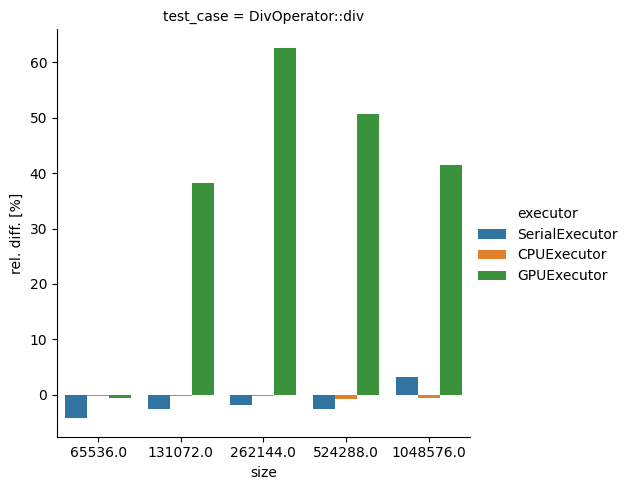 test_case = DivOperator::div
rel. diff. [%]
60
50
40
30
20
10
0
65536.0 131072.0 262144.0 524288.0 1048576.0
size
executor
SerialExecutor
CPUExecutor
GPUExecutor